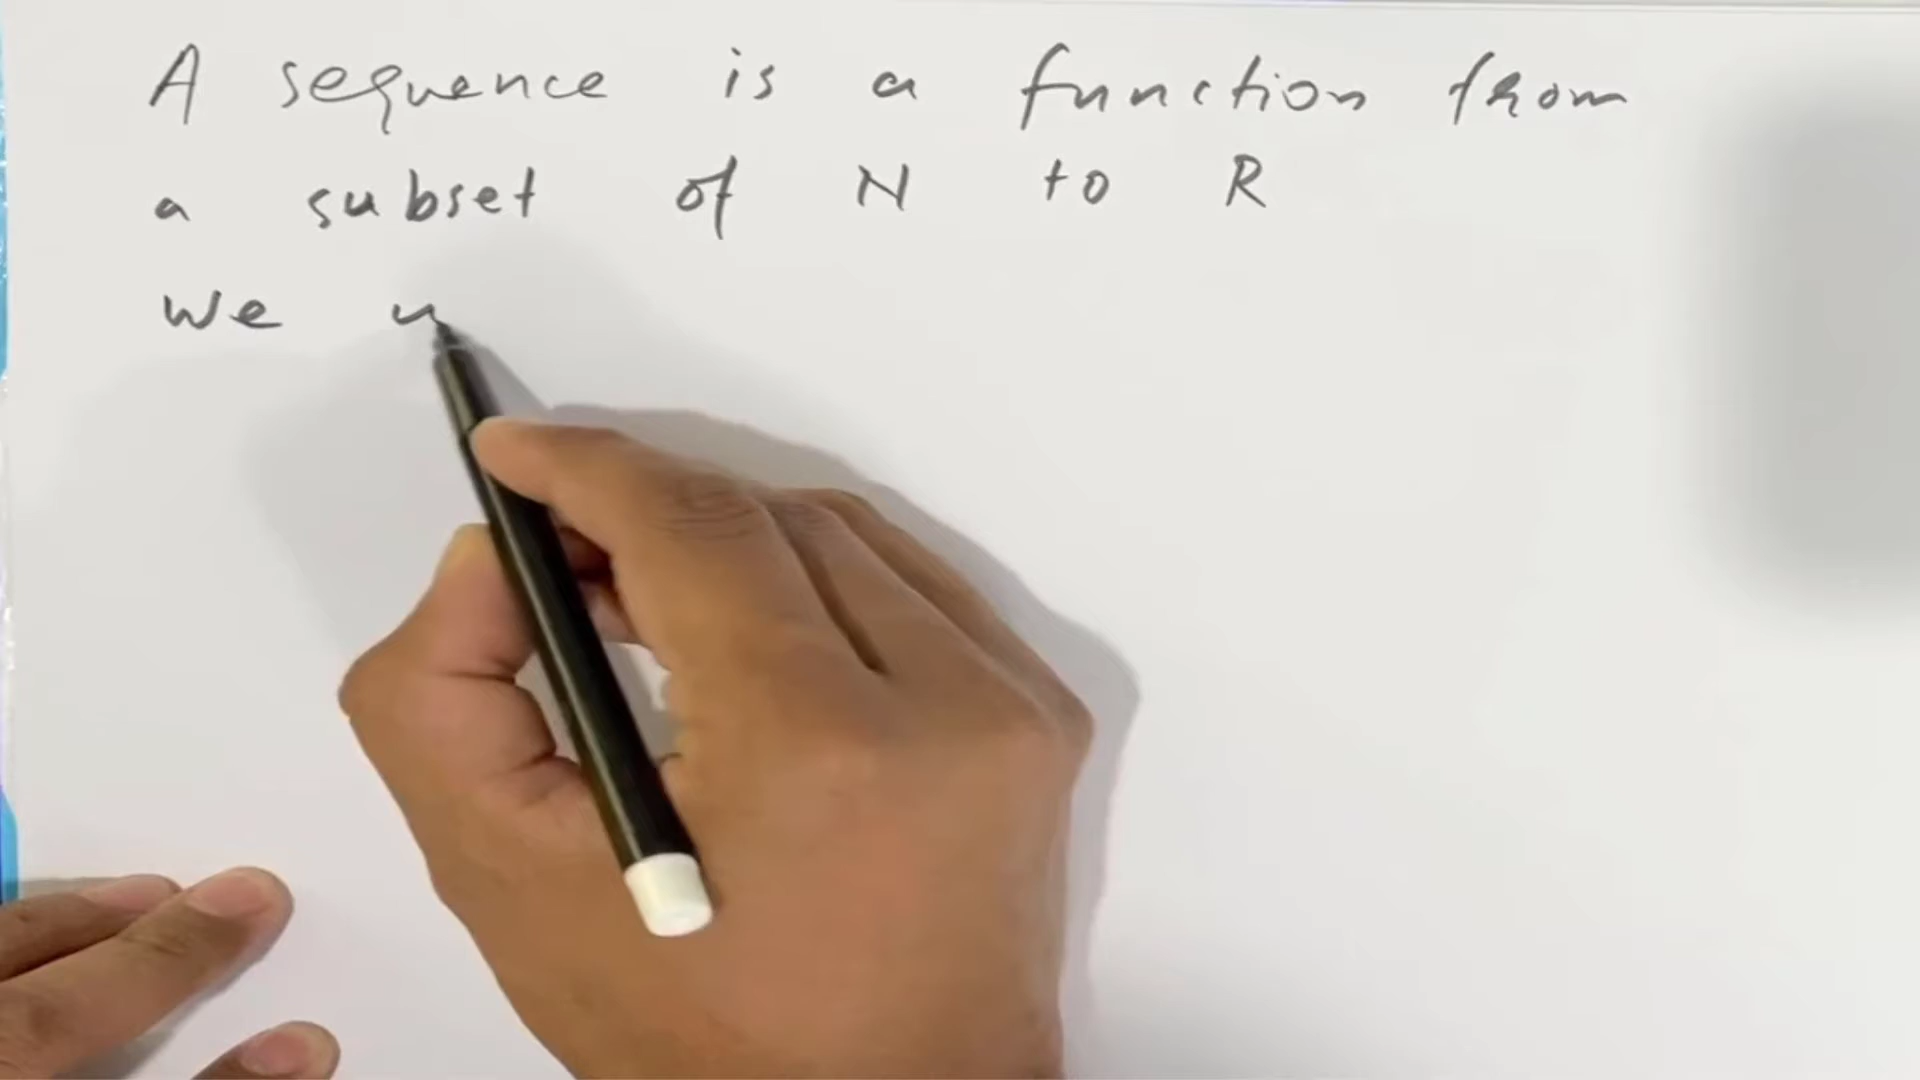 A sequence is a function from
a subset of N to R
we u